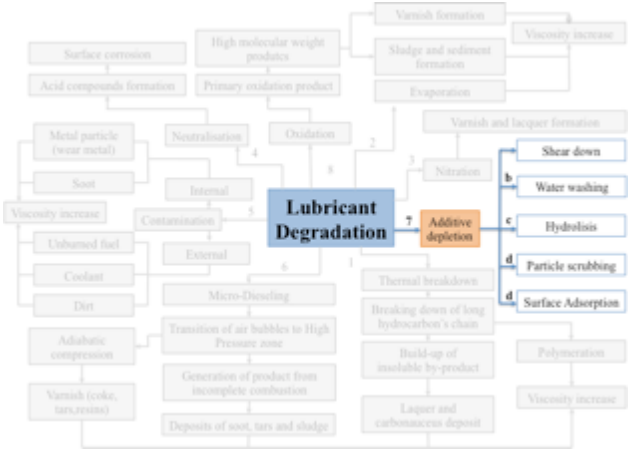 High molecular weight
produtcs
Varnish formation
Viscosity increase
Surface corrosion
Sludge and sediment
formation
Acid compounds formation
Primary oxidation product
Evaporation
Metal particle
(wear metal)
Neutralisation
Oxidation
2
Varnish and lacquer formation
4
8
3
Nitration
Shear down
Soot
Internal
b
Water washing
Viscosity increase
Contamination
5
Lubricant
Degradation
7
Additive
depletion
c
Hydrolisis
Unburned fuel
External
Coolant
6
1
Thermal breakdown
d
Particle scrubbing
Dirt
Micro-Dieseling
d
Surface Adsorption
Adiabatic
compression
Transition of air bubbles to High
Pressure zone
Breaking down of long
hydrocarbon's chain
Generation of product from
incomplete combustion
Build-up of
insoluble by-product
Polymeration
Varnish (coke,
tars,resins)
Deposits of soot, tars and sludge
Laquer and
carbonaceous deposit
Viscosity increase